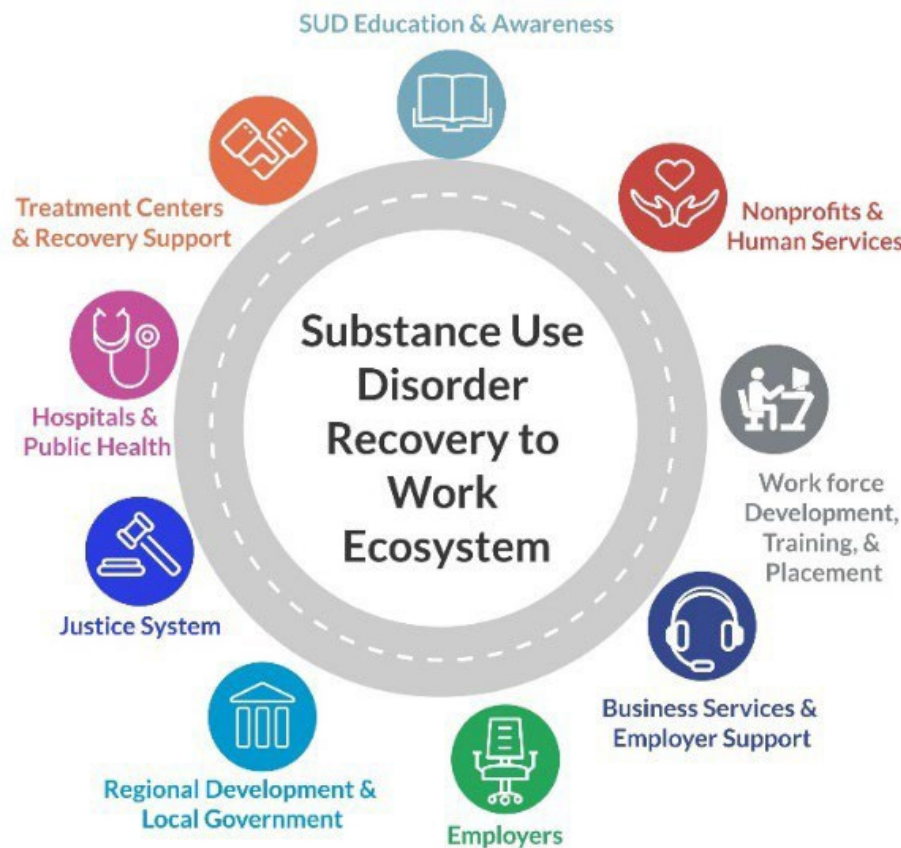 SUD Education & Awareness
Nonprofits &
Human Services
Work force
Development,
Training, &
Placement
Business Services &
Employer Support
Employers
Regional Development &
Local Government
Justice System
Hospitals &
Public Health
Treatment Centers
& Recovery Support
Substance Use
Disorder
Recovery to
Work
Ecosystem